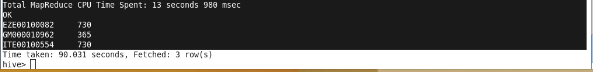 Total MapReduce CPU Time Spent: 13 seconds 980 msec
OK
EZE00100082 730
GM000010962 365
ITE00100554 730
Time taken: 90.031 seconds, Fetched: 3 row(s)
hive>